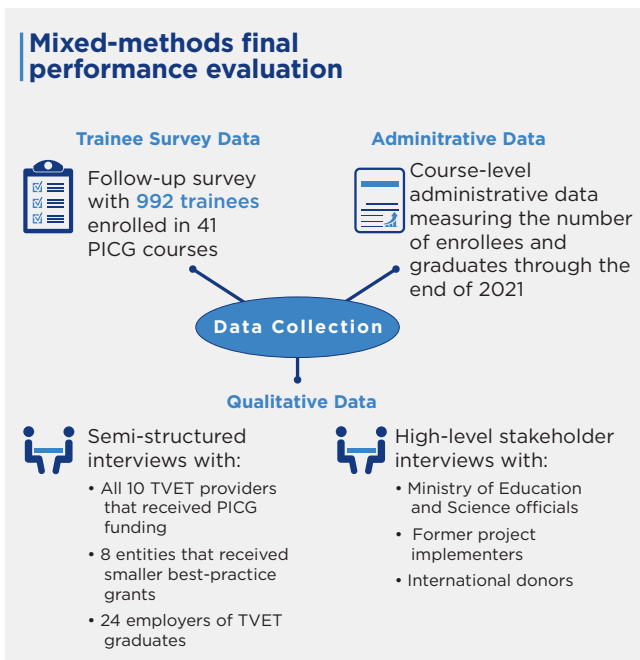 Mixed-methods final
performance evaluation
Trainee Survey Data
Follow-up survey
with 992 trainees
enrolled in 41
PICG courses
Adminitrative Data
Course-level
administrative data
measuring the number
of enrollees and
graduates through the
end of 2021
Data Collection
Qualitative Data
Semi-structured
interviews with:
• All 10 TVET providers
that received PICG
funding
• 8 entities that received
smaller best-practice
grants
• 24 employers of TVET
graduates
High-level stakeholder
interviews with:
• Ministry of Education
and Science officials
• Former project
implementers
• International donors